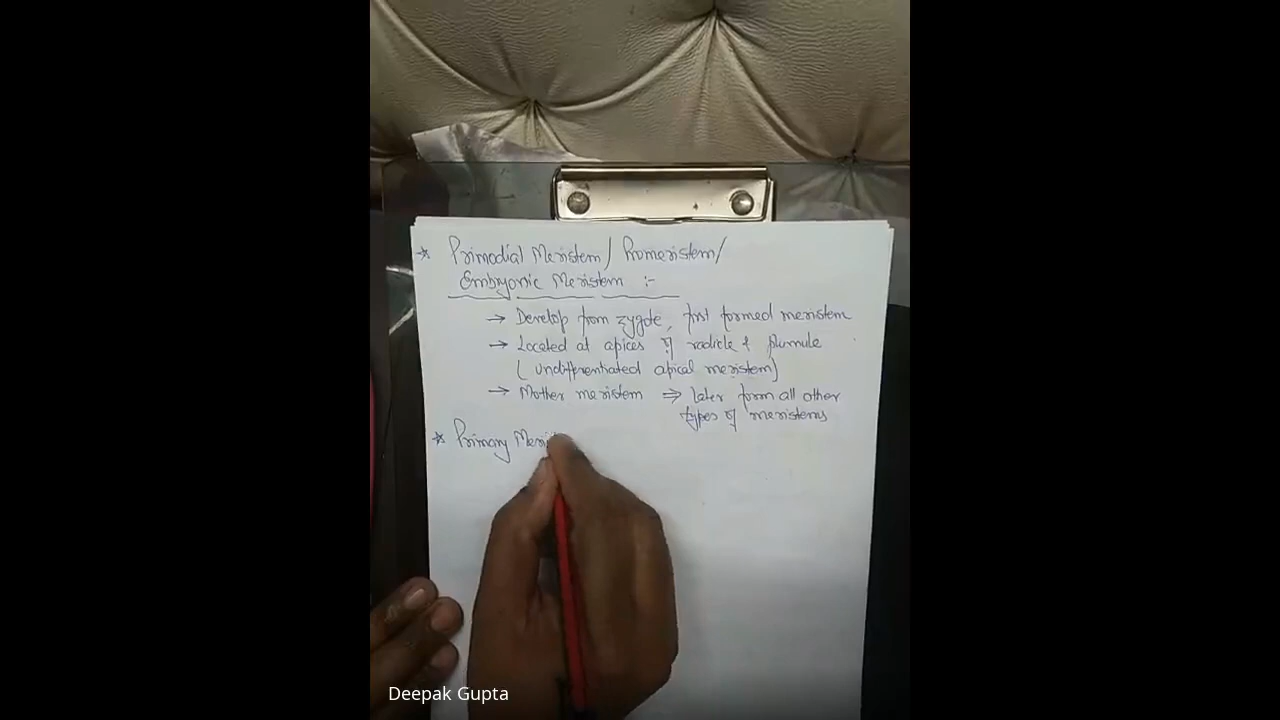 ☆ Primodial Meristem / Promeristem /
Embryonic Meristem :-
→ Develop from zygote, first formed meristem
→ Located at apices of radicle & plumule
( undifferentiated apical meristem)
→ Mother meristem ⇒ Later form all other
types of meristems
☆ Primary Meris
Deepak Gupta